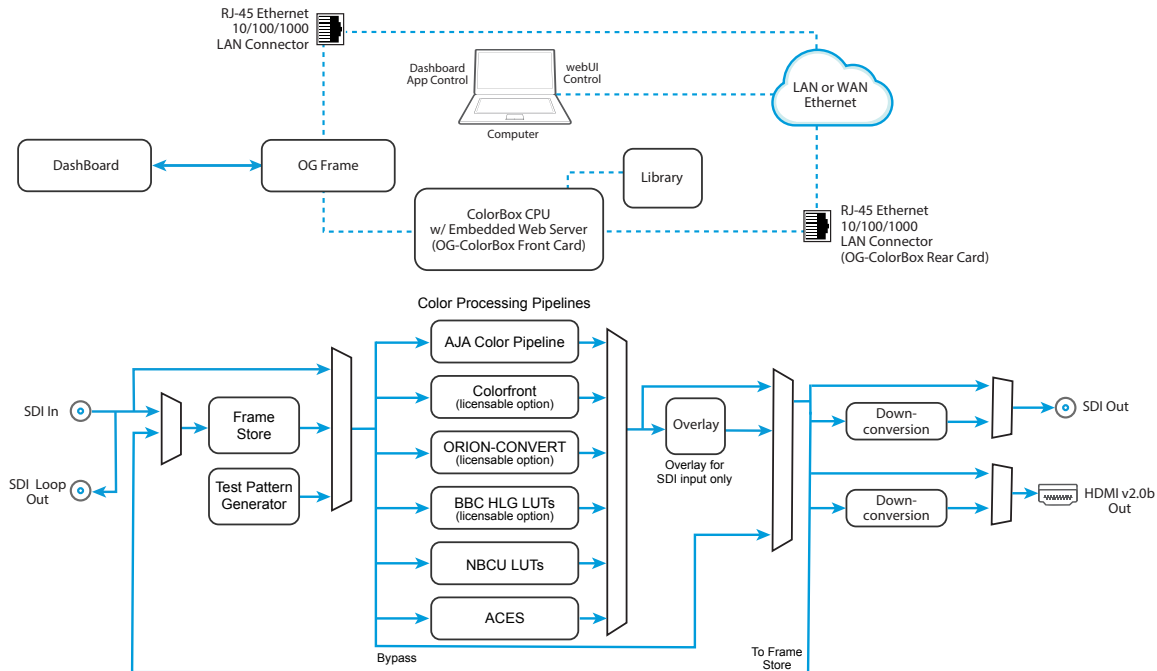 RJ-45 Ethernet
10/100/1000
LAN Connector
Dashboard
App Control
webUI
Control
Computer
LAN or WAN
Ethernet
DashBoard
OG Frame
Library
ColorBox CPU
w/ Embedded Web Server
(OG-ColorBox Front Card)
RJ-45 Ethernet
10/100/1000
LAN Connector
(OG-ColorBox Rear Card)
Color Processing Pipelines
AJA Color Pipeline
Colorfront
(licensable option)
ORION-CONVERT
(licensable option)
BBC HLG LUTs
(licensable option)
NBCU LUTs
ACES
SDI In
SDI Loop
Out
Frame
Store
Test Pattern
Generator
Bypass
Overlay
Overlay for
SDI input only
Down-
conversion
SDI Out
Down-
conversion
HDMI v2.0b
Out
To Frame
Store